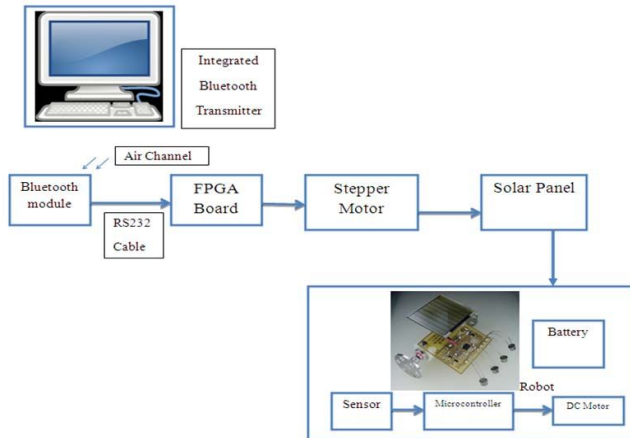 Integrated
Bluetooth
Transmitter
Air Channel
Bluetooth
module
RS232
Cable
FPGA
Board
Stepper
Motor
Solar Panel
Battery
Robot
Sensor
Microcontroller
DC Motor